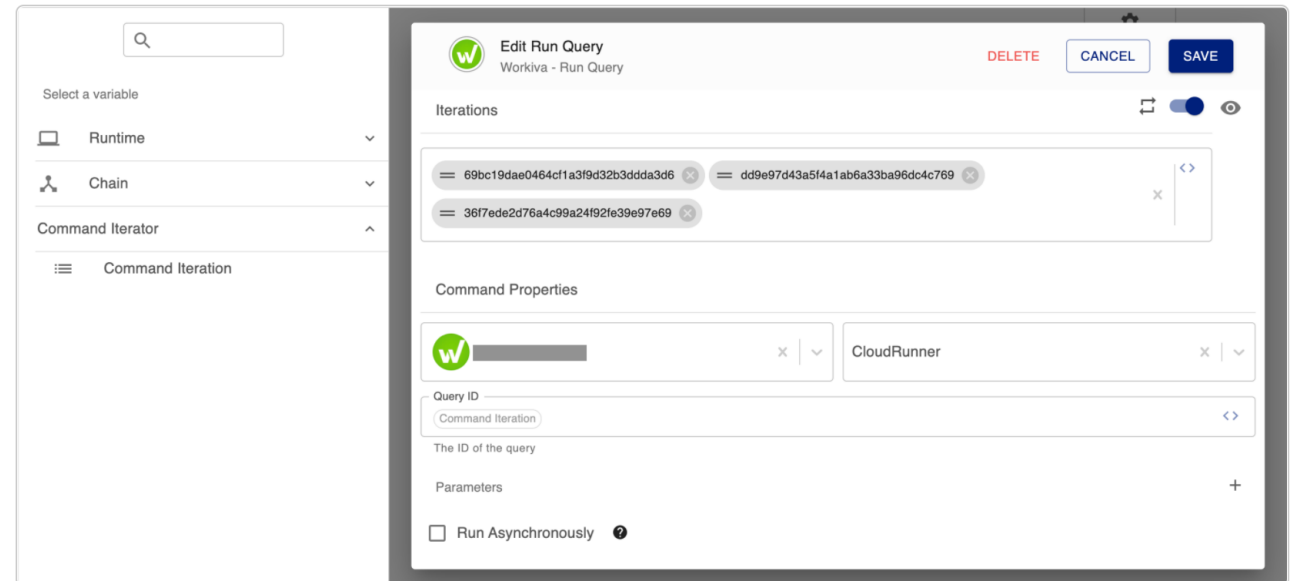 Select a variable
Runtime
Chain
Command Iterator
Command Iteration
Edit Run Query
Workiva - Run Query
DELETE
CANCEL
SAVE
Iterations
69bc19dae0464cf1a3f9d32b3ddda3d6
dd9e97d43a5f4a1ab6a33ba96dc4c769
36f7ede2d76a4c99a24f92fe39e97e69
Command Properties
CloudRunner
Query ID
Command Iteration
The ID of the query
Parameters
Run Asynchronously